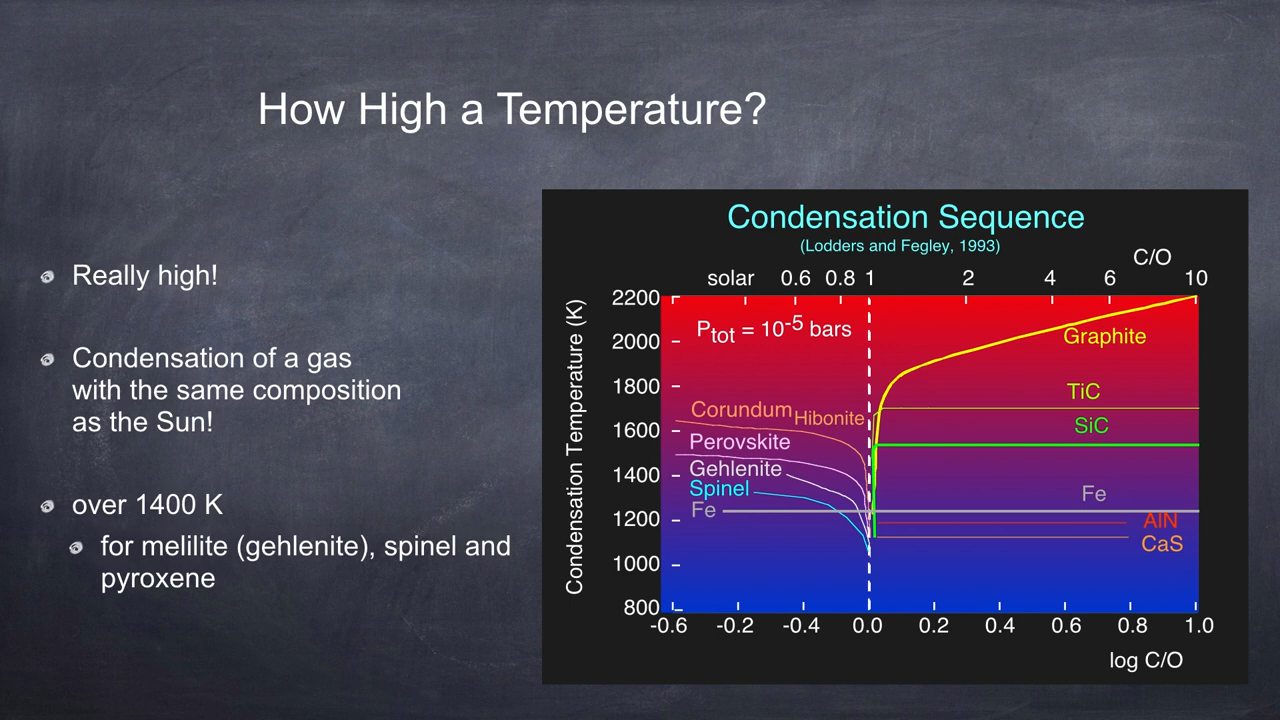 How High a Temperature?
Really high!
Condensation of a gas
with the same composition
as the Sun!
over 1400 K
for melilite (gehlenite), spinel and
pyroxene
Condensation Sequence
(Lodders and Fegley, 1993)
C/O
solar 0.6 0.8 1 2 4 6 10
Condensation Temperature (K)
2200
2000
1800
1600
1400
1200
1000
800
Ptot = 10-5 bars
Graphite
TiC
Corundum Hibonite
SiC
Perovskite
Gehlenite
Spinel
Fe
Fe
AlN
CaS
-0.6 -0.2 -0.4 0.0 0.2 0.4 0.6 0.8 1.0
log C/O